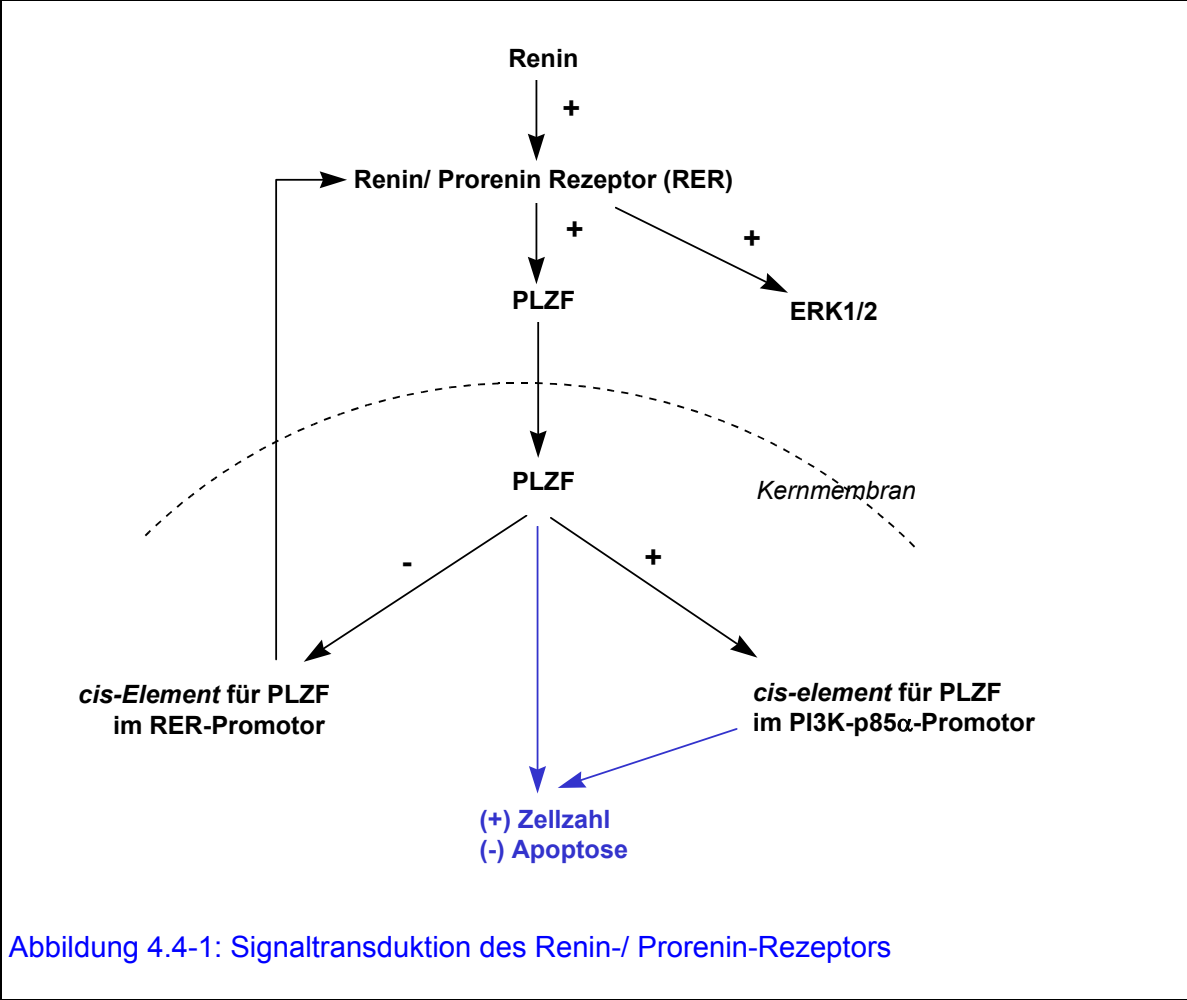 Renin
+
Renin/ Prorenin Rezeptor (RER)
+
+
PLZF
ERK1/2
PLZF
Kernmembran
-
+
cis-Element für PLZF
im RER-Promotor
cis-element für PLZF
im PI3K-p85α-Promotor
(+) Zellzahl
(-) Apoptose
Abbildung 4.4-1: Signaltransduktion des Renin-/ Prorenin-Rezeptors